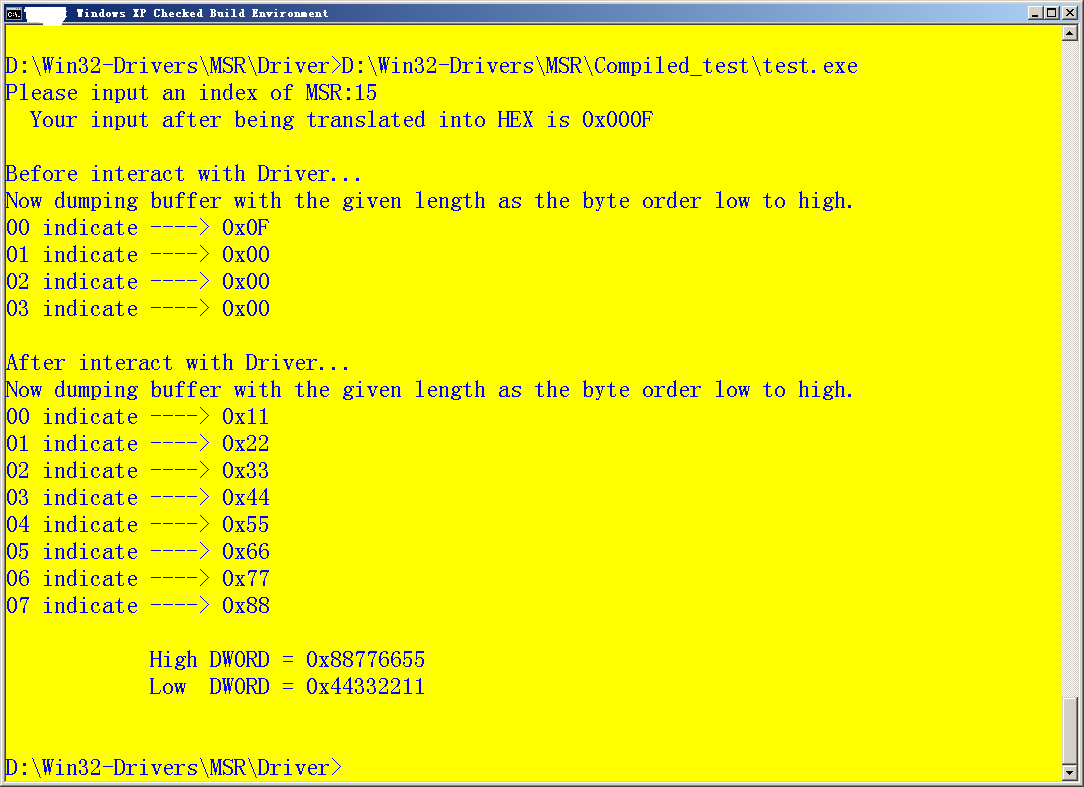 Windows XP Checked Build Environment
D:\Win32-Drivers\MSR\Driver>D:\Win32-Drivers\MSR\Compiled_test\test.exe
Please input an index of MSR:15
  Your input after being translated into HEX is 0x000F
Before interact with Driver...
Now dumping buffer with the given length as the byte order low to high.
00 indicate ----> 0x0F
01 indicate ----> 0x00
02 indicate ----> 0x00
03 indicate ----> 0x00
After interact with Driver...
Now dumping buffer with the given length as the byte order low to high.
00 indicate ----> 0x11
01 indicate ----> 0x22
02 indicate ----> 0x33
03 indicate ----> 0x44
04 indicate ----> 0x55
05 indicate ----> 0x66
06 indicate ----> 0x77
07 indicate ----> 0x88
High DWORD = 0x88776655
Low  DWORD = 0x44332211
D:\Win32-Drivers\MSR\Driver>